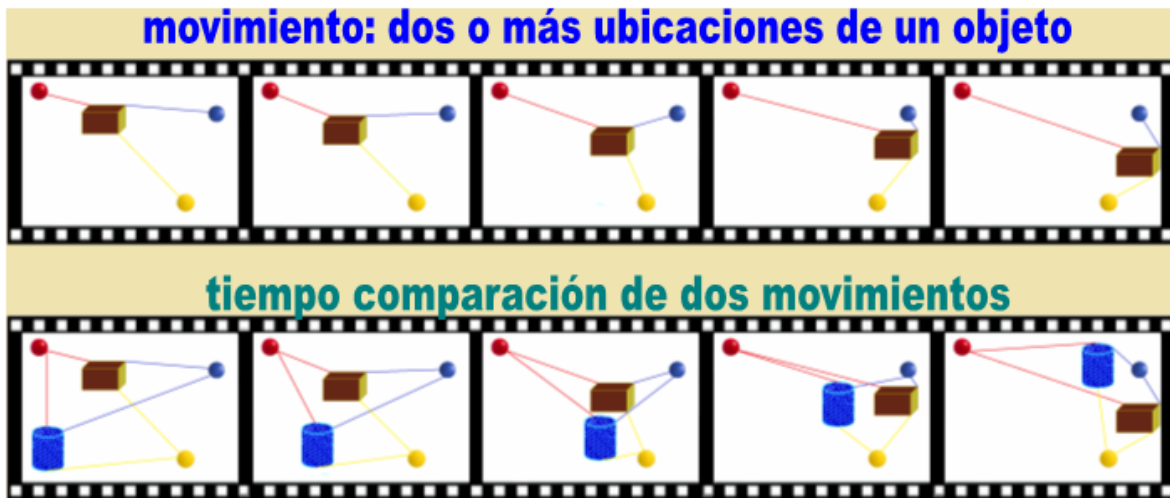 movimiento: dos o más ubicaciones de un objeto
tiempo comparación de dos movimientos